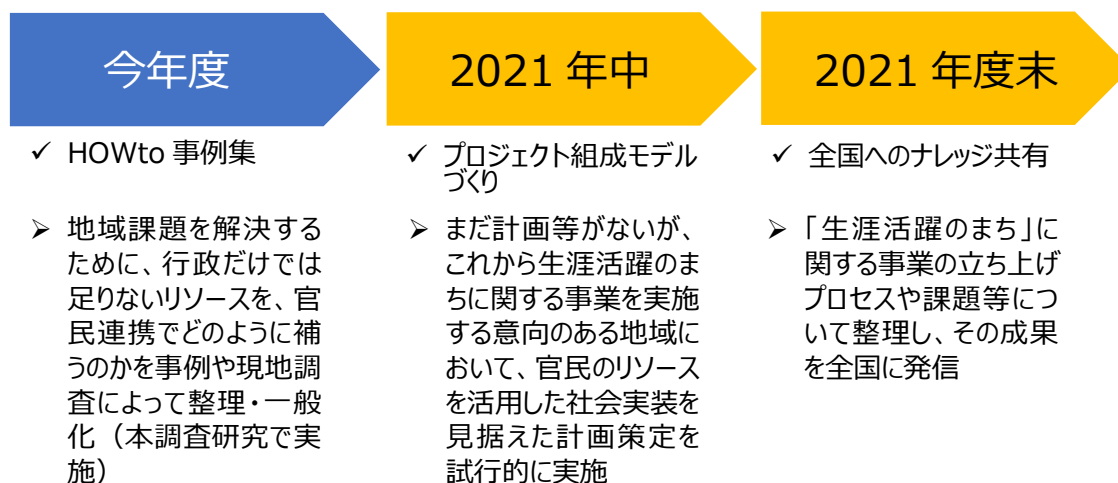 今年度
✓ HOWto 事例集
➢ 地域課題を解決する
ために、行政だけでは
足りないリソースを、官
民連携でどのように補
うのかを事例や現地調
査によって整理・一般
化（本調査研究で実
施）
2021 年中
✓ プロジェクト組成モデル
づくり
➢ まだ計画等がないが、
これから生涯活躍のま
ちに関する事業を実施
する意向のある地域に
おいて、官民のリソース
を活用した社会実装を
見据えた計画策定を
試行的に実施
2021 年度末
✓ 全国へのナレッジ共有
➢ 「生涯活躍のまち」に
関する事業の立ち上げ
プロセスや課題等につ
いて整理し、その成果
を全国に発信